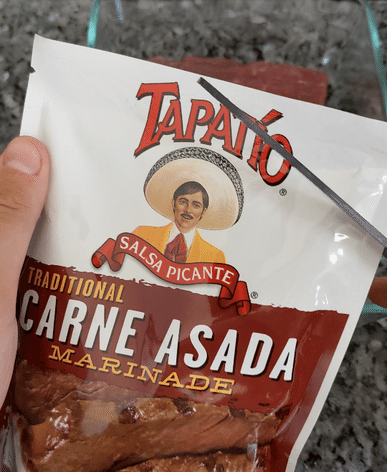 TAPATÍO®
SALSA PICANTE®
TRADITIONAL
CARNE ASADA
MARINADE